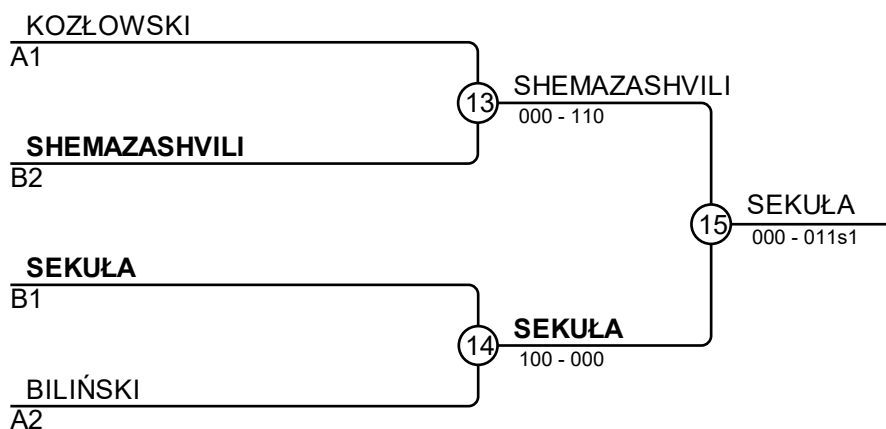 KOZŁOWSKI
A1
13
SHEMAZASHVILI
000 - 110
SHEMAZASHVILI
B2
15
SEKUŁA
000 - 011s1
SEKUŁA
B1
14
SEKUŁA
100 - 000
BILIŃSKI
A2